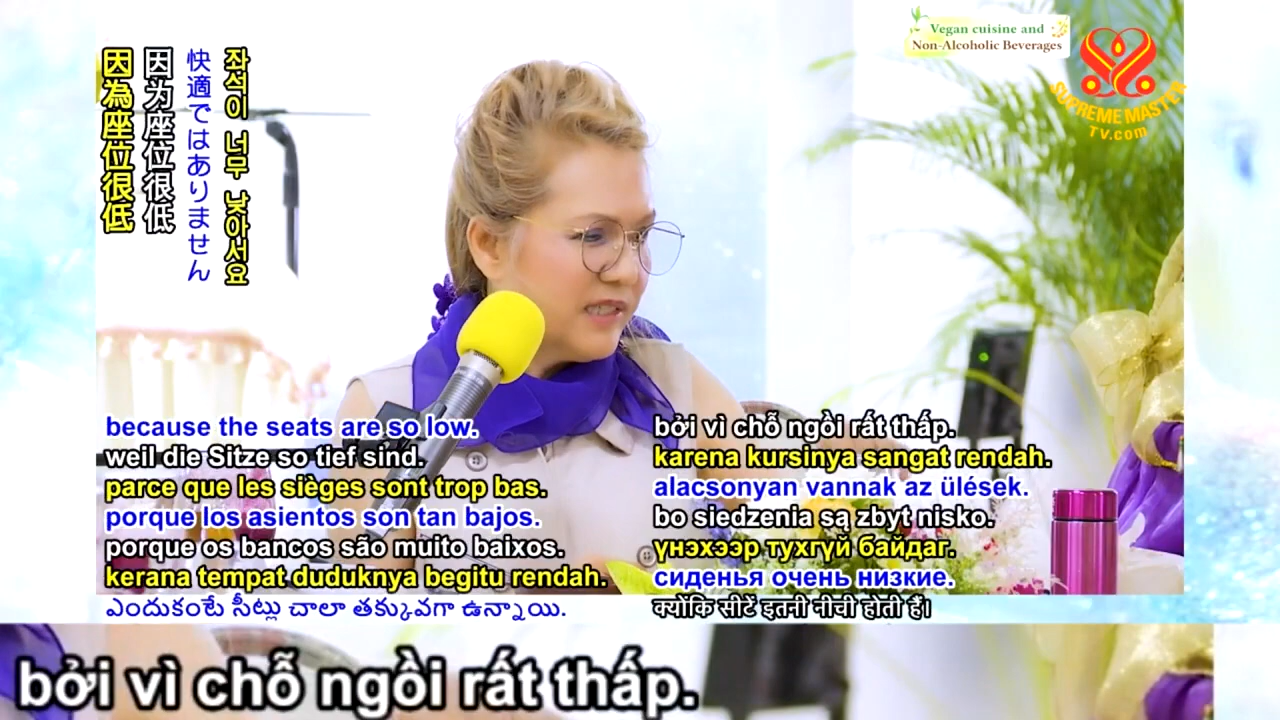 Vegan cuisine and
Non-Alcoholic Beverages
SUPREME MASTER
TV.com
因為座位很低
因为座位很低
快適ではありません
좌석이 너무 낮아서요
because the seats are so low.
weil die Sitze so tief sind.
parce que les sièges sont trop bas.
porque los asientos son tan bajos.
porque os bancos são muito baixos.
kerana tempat duduknya begitu rendah.
ఎందుకంటే సీట్లు చాలా తక్కువగా ఉన్నాయి.
bởi vì chỗ ngồi rất thấp.
karena kursinya sangat rendah.
alacsonyan vannak az ülések.
bo siedzenia są zbyt nisko.
үнэхээр тухгүй байдаг.
сиденья очень низкие.
क्योंकि सीटें इतनी नीची होती हैं।
bởi vì chỗ ngồi rất thấp.